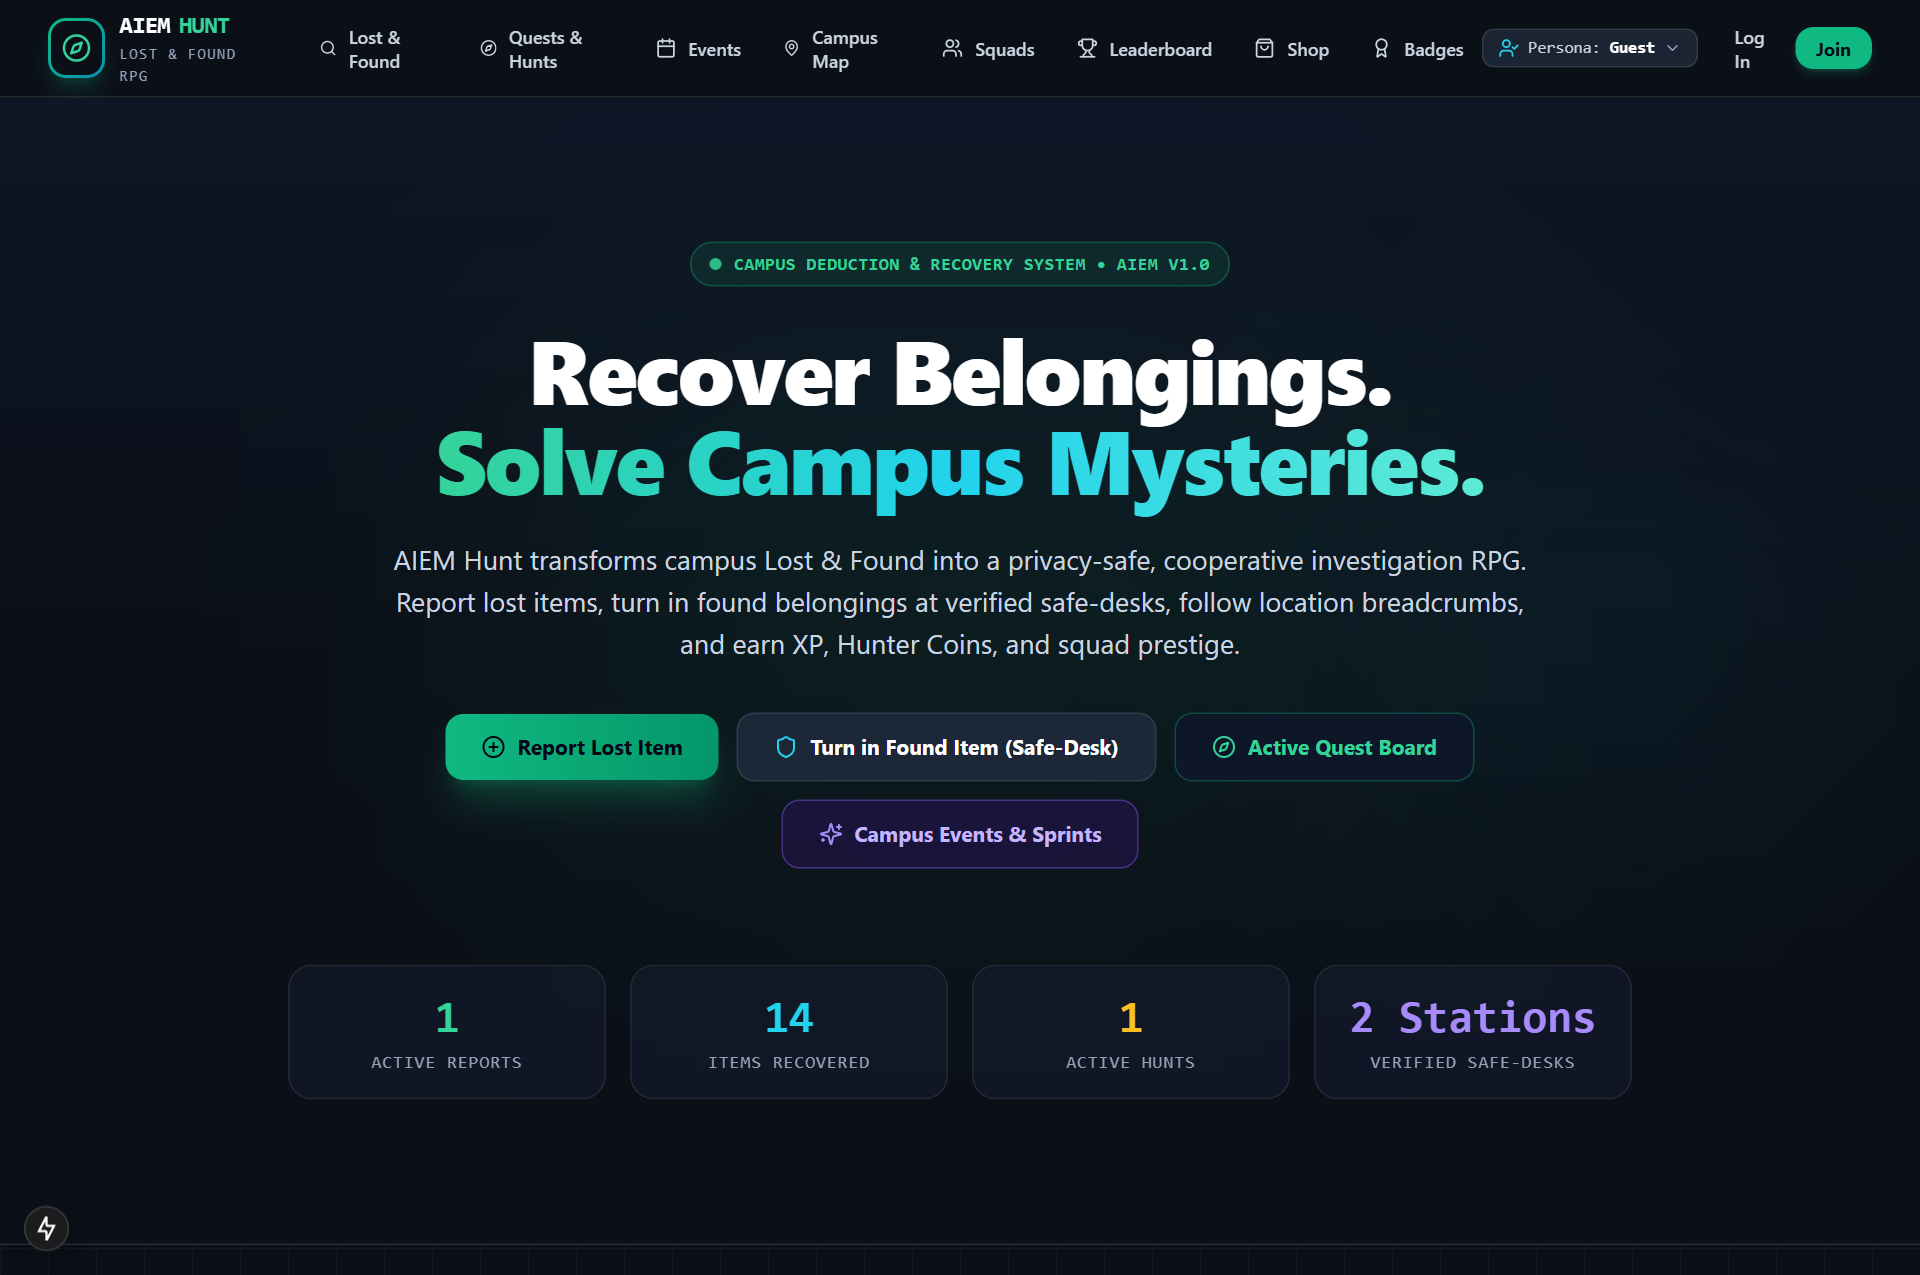 AIEM HUNT
LOST & FOUND
RPG
Lost &
Found
Quests &
Hunts
Events
Campus
Map
Squads
Leaderboard
Shop
Badges
Persona: Guest
Log
In
Join
CAMPUS DEDUCTION & RECOVERY SYSTEM • AIEM V1.0
Recover Belongings.
Solve Campus Mysteries.
AIEM Hunt transforms campus Lost & Found into a privacy-safe, cooperative investigation RPG.
Report lost items, turn in found belongings at verified safe-desks, follow location breadcrumbs,
and earn XP, Hunter Coins, and squad prestige.
Report Lost Item
Turn in Found Item (Safe-Desk)
Active Quest Board
Campus Events & Sprints
1
ACTIVE REPORTS
14
ITEMS RECOVERED
1
ACTIVE HUNTS
2 Stations
VERIFIED SAFE-DESKS